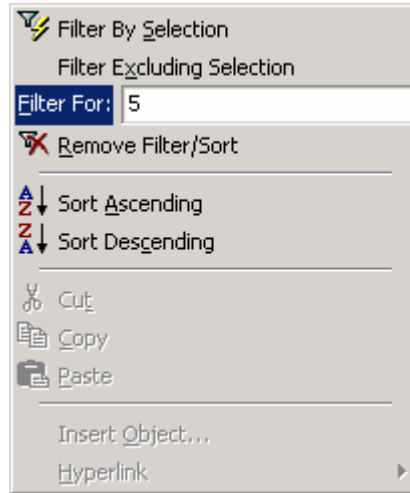 Filter By Selection
Filter Excluding Selection
Filter For: 5
Remove Filter/Sort
A Z Sort Ascending
Z A Sort Descending
Cut
Copy
Paste
Insert Object...
Hyperlink